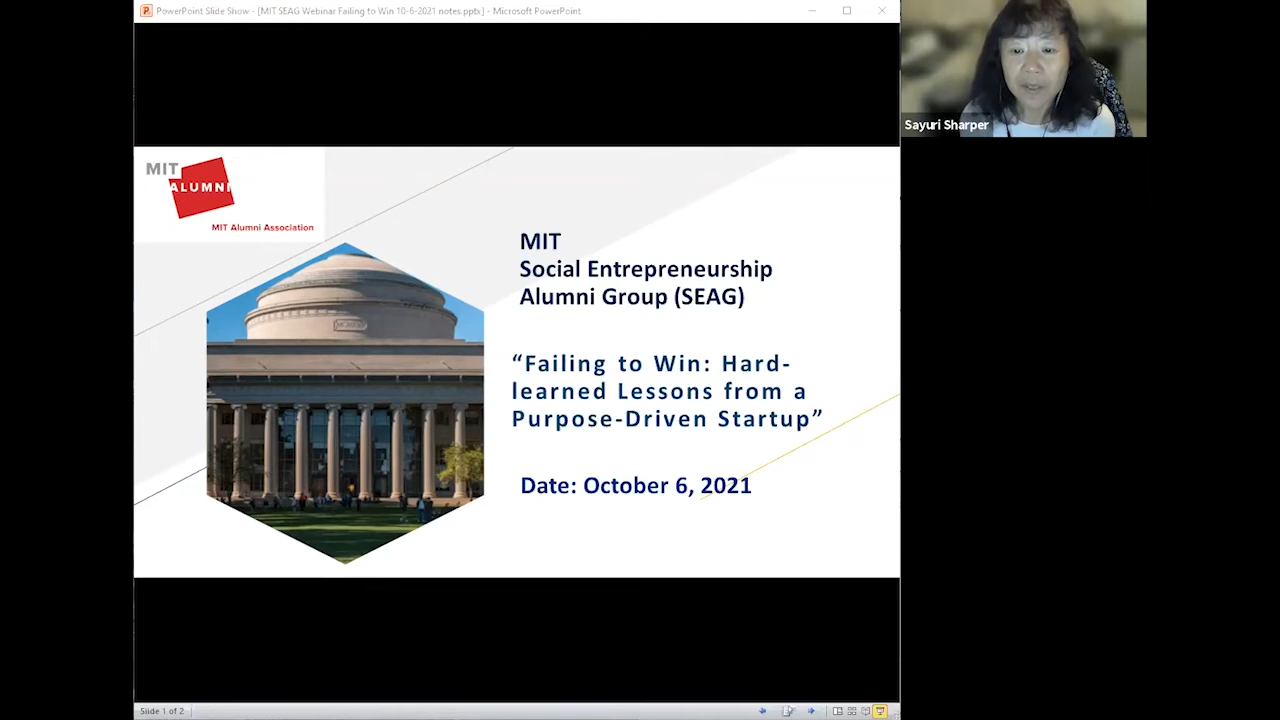 PowerPoint Slide Show - [MIT SEAG Webinar Failing to Win 10-6-2021 notes.pptx] - Microsoft PowerPoint
Sayuri Sharper
MIT
ALUMNI
MIT Alumni Association
MIT
Social Entrepreneurship
Alumni Group (SEAG)
“Failing to Win: Hard-
learned Lessons from a
Purpose-Driven Startup”
Date: October 6, 2021
Slide 1 of 2